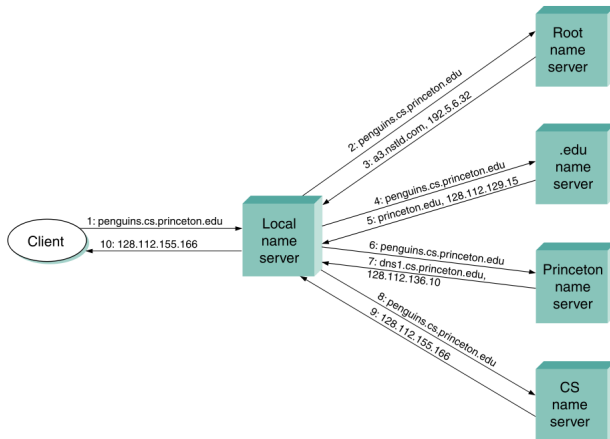 Root
name
server
2: penguins.cs.princeton.edu
3: a3.nstld.com, 192.5.6.32
.edu
name
server
4: penguins.cs.princeton.edu
5: princeton.edu, 128.112.129.15
1: penguins.cs.princeton.edu
Client
10: 128.112.155.166
Local
name
server
6: penguins.cs.princeton.edu
7: dns1.cs.princeton.edu,
128.112.136.10
Princeton
name
server
8: penguins.cs.princeton.edu
9: 128.112.155.166
CS
name
server